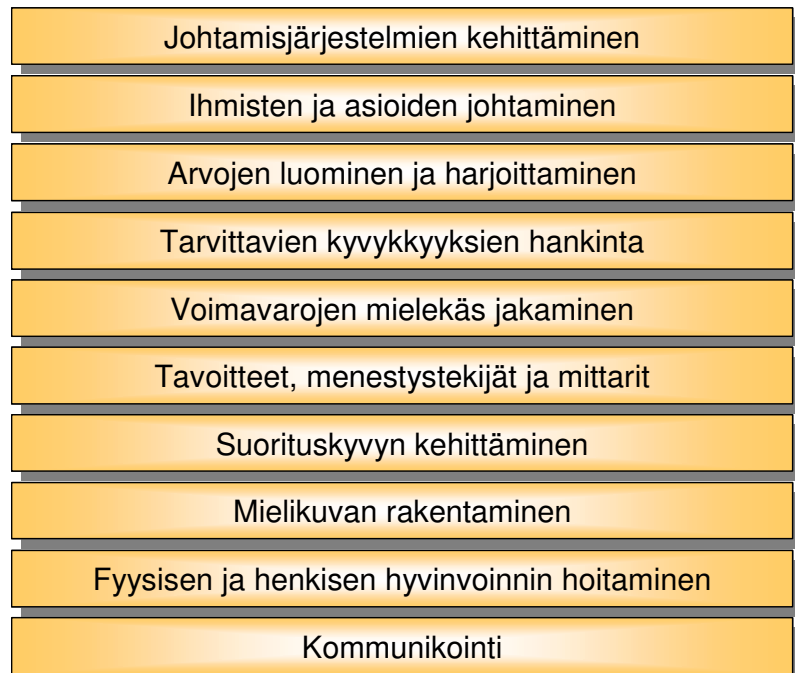 Johtamisjärjestelmien kehittäminen
Ihmisten ja asioiden johtaminen
Arvojen luominen ja harjoittaminen
Tarvittavien kyvykkyyksien hankinta
Voimavarojen mielekäs jakaminen
Tavoitteet, menestystekijät ja mittarit
Suorituskyvyn kehittäminen
Mielikuvan rakentaminen
Fyysisen ja henkisen hyvinvoinnin hoitaminen
Kommunikointi